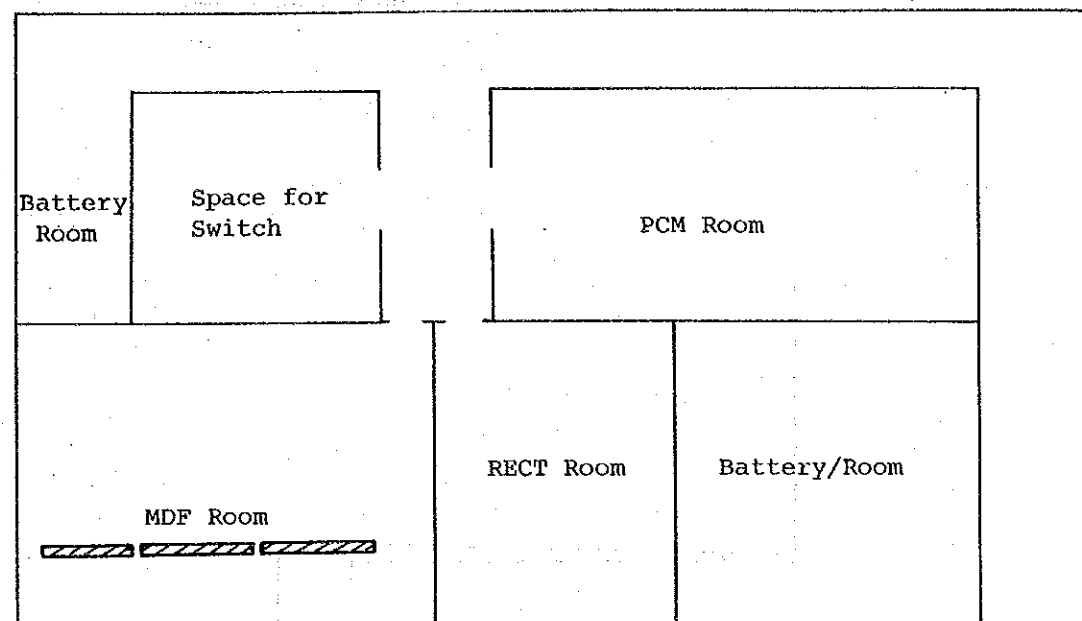 Battery
Room
Space for
Switch
PCM Room
RECT Room
Battery/Room
MDF Room